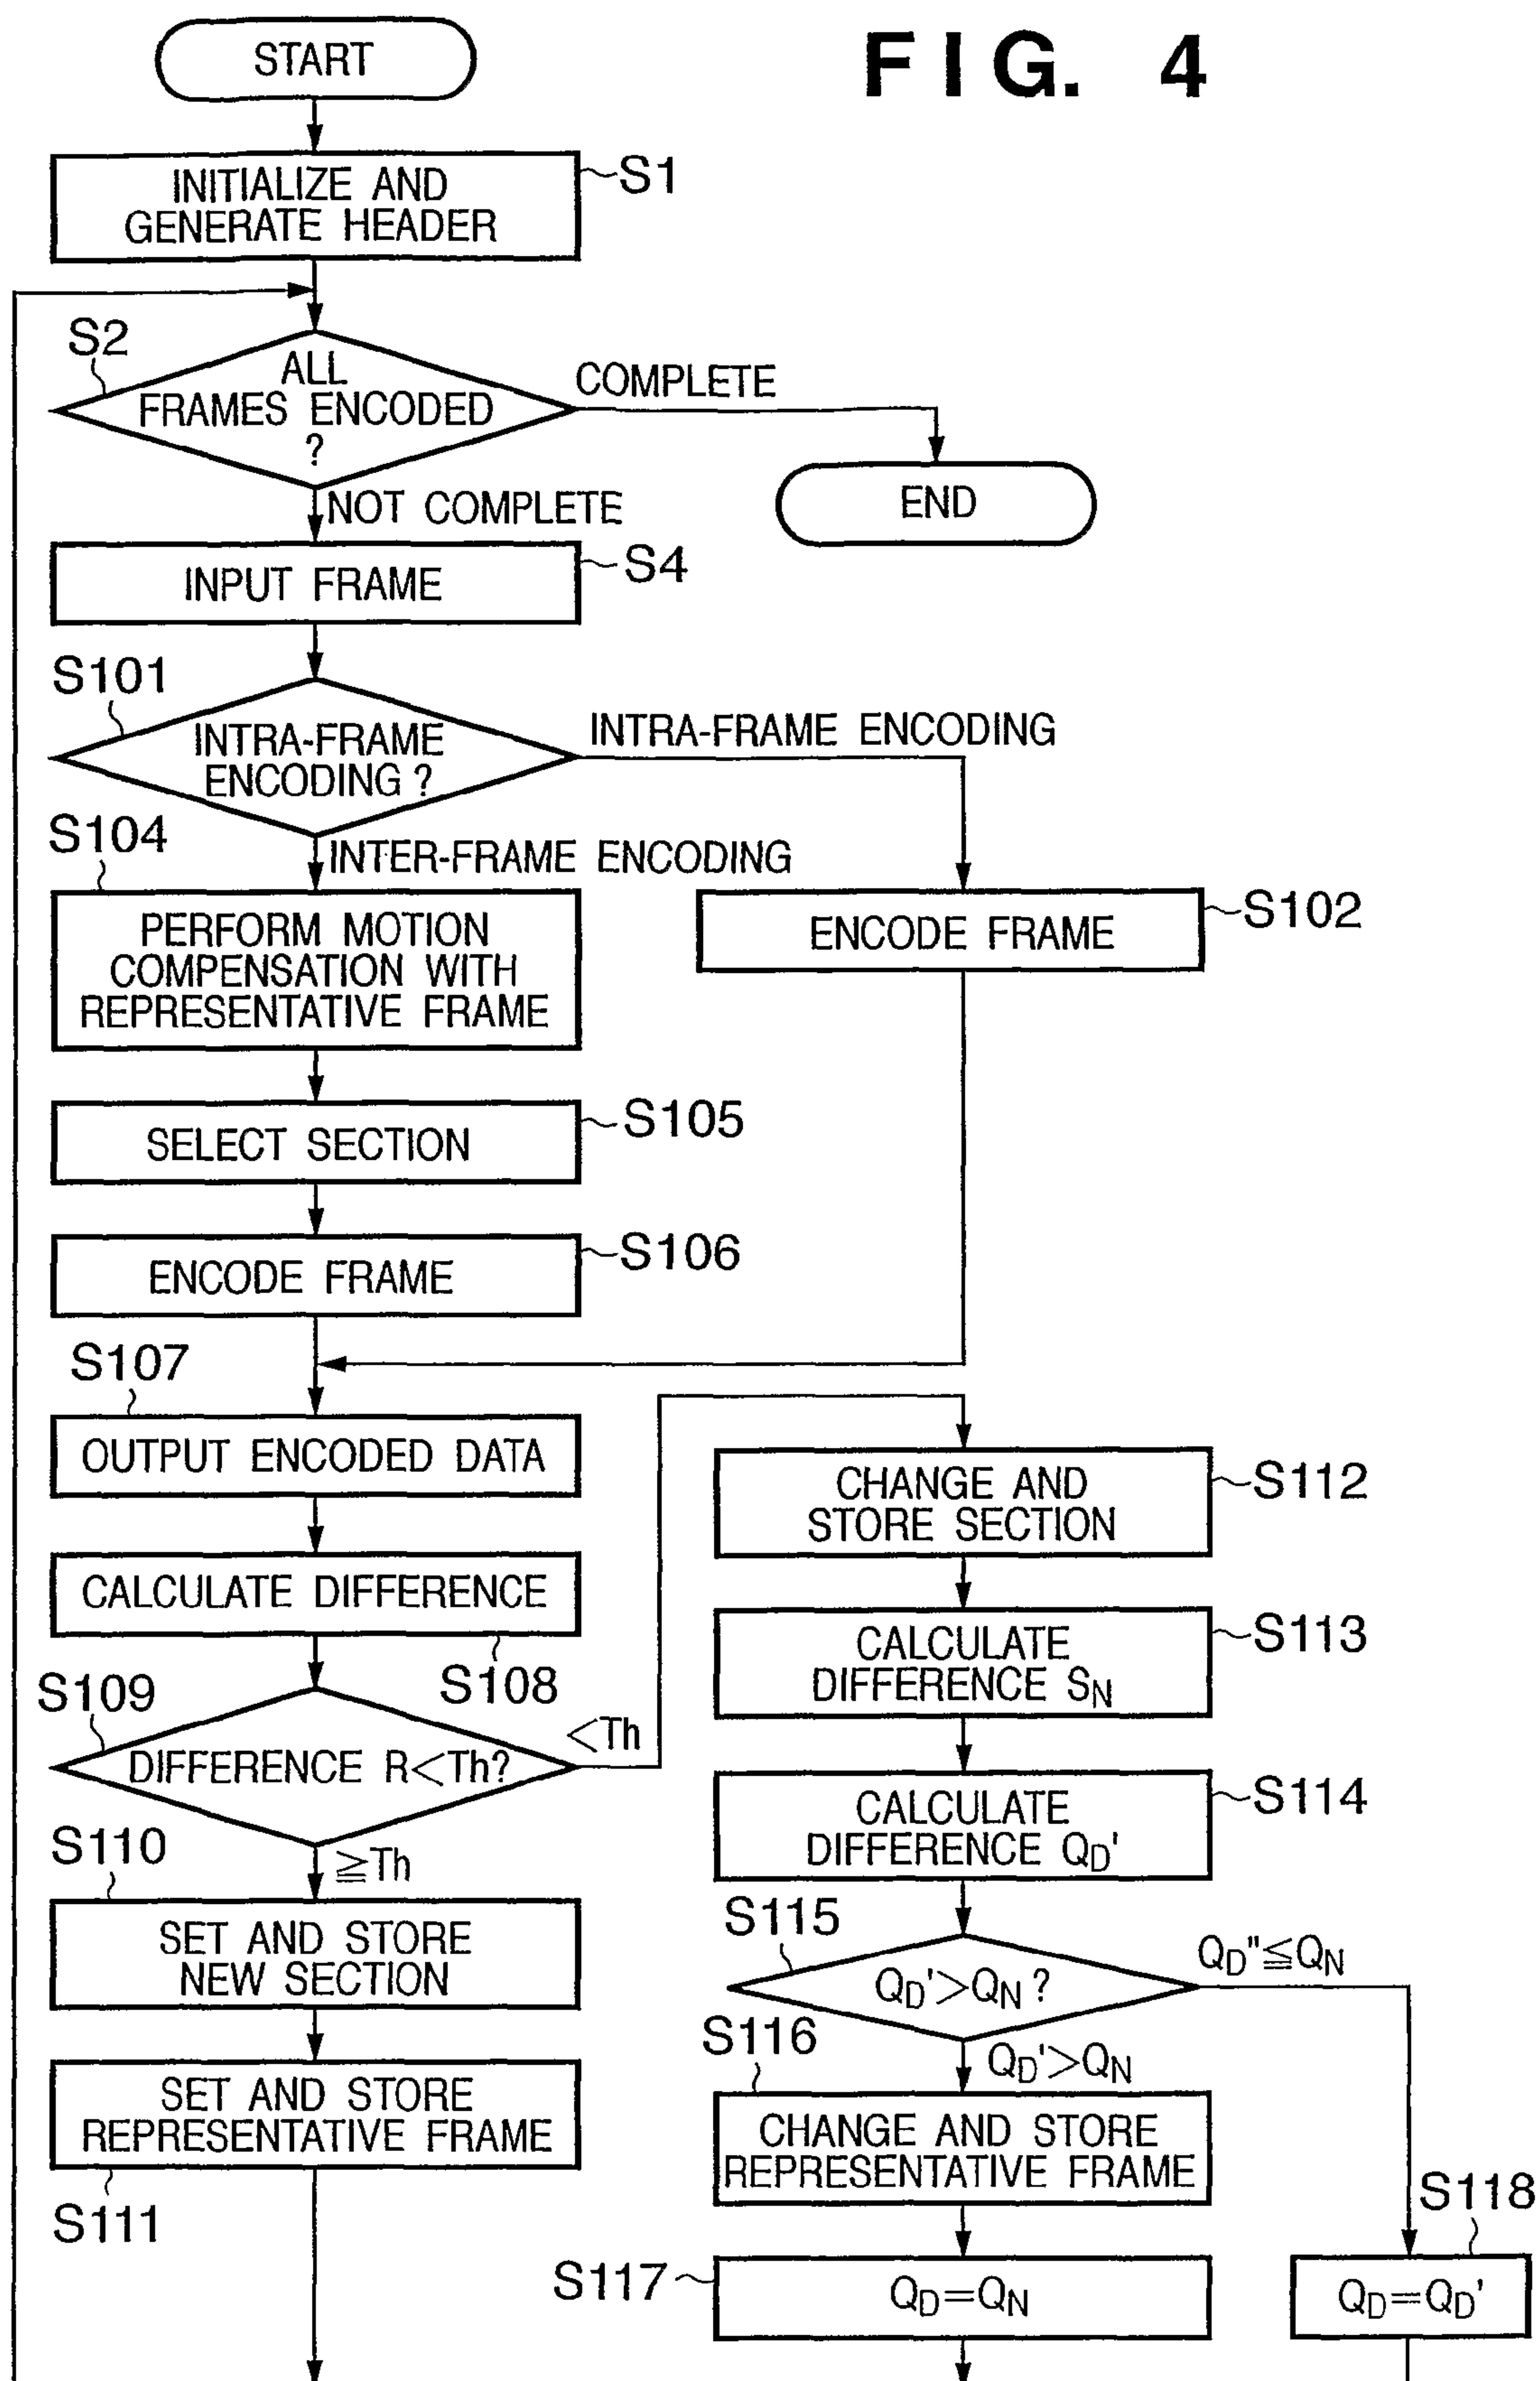 FIG. 4
START
INITIALIZE AND
GENERATE HEADER
S1
S2
ALL
FRAMES ENCODED
?
COMPLETE
END
NOT COMPLETE
INPUT FRAME
S4
S101
INTRA-FRAME
ENCODING ?
INTRA-FRAME ENCODING
S104
INTER-FRAME ENCODING
PERFORM MOTION
COMPENSATION WITH
REPRESENTATIVE FRAME
ENCODE FRAME
S102
SELECT SECTION
S105
ENCODE FRAME
S106
S107
OUTPUT ENCODED DATA
CALCULATE DIFFERENCE
S108
S109
DIFFERENCE R<Th?
<Th
S110
≧Th
SET AND STORE
NEW SECTION
SET AND STORE
REPRESENTATIVE FRAME
S111
CHANGE AND
STORE SECTION
S112
CALCULATE
DIFFERENCE SN
S113
CALCULATE
DIFFERENCE QD'
S114
S115
QD'>QN ?
QD"≦QN
S116
QD'>QN
CHANGE AND STORE
REPRESENTATIVE FRAME
S117
QD=QN
S118
QD=QD'